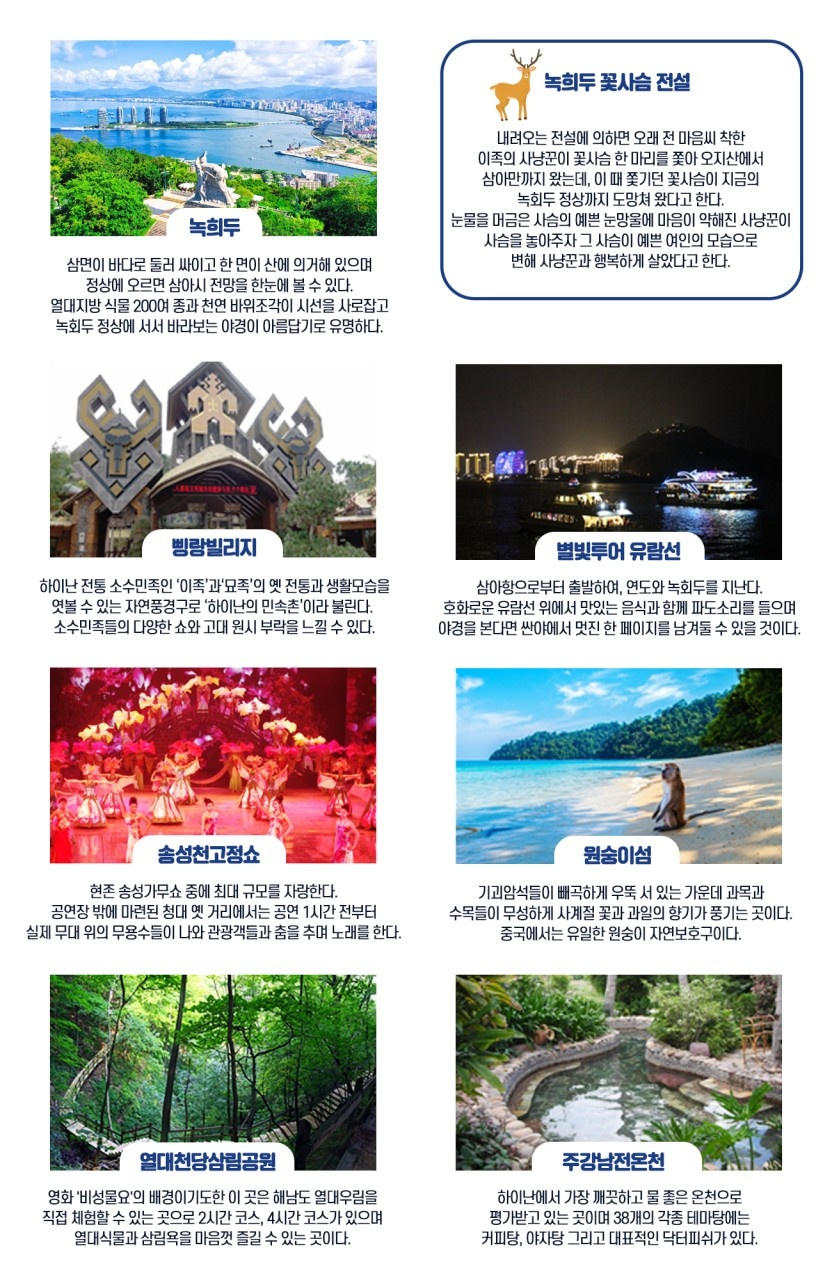 녹희두
삼면이 바다로 둘러 싸이고 한 면이 산에 의거해 있으며
정상에 오르면 삼아시 전망을 한눈에 볼 수 있다.
열대지방 식물 200여 종과 천연 바위조각이 시선을 사로잡고
녹회두 정상에 서서 바라보는 야경이 아름답기로 유명하다.
녹희두 꽃사슴 전설
내려오는 전설에 의하면 오래 전 마음씨 착한
이족의 사냥꾼이 꽃사슴 한 마리를 쫓아 오지산에서
삼아만까지 왔는데, 이 때 쫓기던 꽃사슴이 지금의
녹회두 정상까지 도망쳐 왔다고 한다.
눈물을 머금은 사슴의 예쁜 눈망울에 마음이 약해진 사냥꾼이
사슴을 놓아주자 그 사슴이 예쁜 여인의 모습으로
변해 사냥꾼과 행복하게 살았다고 한다.
삥랑빌리지
하이난 전통 소수민족인 '이족'과'묘족'의 옛 전통과 생활모습을
엿볼 수 있는 자연풍경구로 '하이난의 민속촌'이라 불린다.
소수민족들의 다양한 쇼와 고대 원시 부락을 느낄 수 있다.
별빛투어 유람선
삼아항으로부터 출발하여, 연도와 녹회두를 지난다.
호화로운 유람선 위에서 맛있는 음식과 함께 파도소리를 들으며
야경을 본다면 싼야에서 멋진 한 페이지를 남겨둘 수 있을 것이다.
송성천고정쇼
현존 송성가무쇼 중에 최대 규모를 자랑한다.
공연장 밖에 마련된 청대 옛 거리에서는 공연 1시간 전부터
실제 무대 위의 무용수들이 나와 관광객들과 춤을 추며 노래를 한다.
원숭이섬
기괴암석들이 빼곡하게 우뚝 서 있는 가운데 과목과
수목들이 무성하게 사계절 꽃과 과일의 향기가 풍기는 곳이다.
중국에서는 유일한 원숭이 자연보호구이다.
열대천당삼림공원
영화 '비성물요'의 배경이기도한 이 곳은 해남도 열대우림을
직접 체험할 수 있는 곳으로 2시간 코스, 4시간 코스가 있으며
열대식물과 삼림욕을 마음껏 즐길 수 있는 곳이다.
주강남전온천
하이난에서 가장 깨끗하고 물 좋은 온천으로
평가받고 있는 곳이며 38개의 각종 테마탕에는
커피탕, 야자탕 그리고 대표적인 닥터피쉬가 있다.